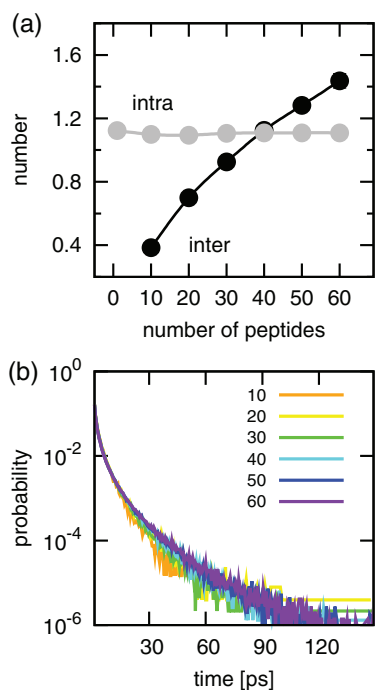 (a)
1.6
1.2
0.8
0.4
number
intra
inter
0 10 20 30 40 50 60
number of peptides
(b)
10^0
10^-2
10^-4
10^-6
probability
10
20
30
40
50
60
30 60 90 120
time [ps]